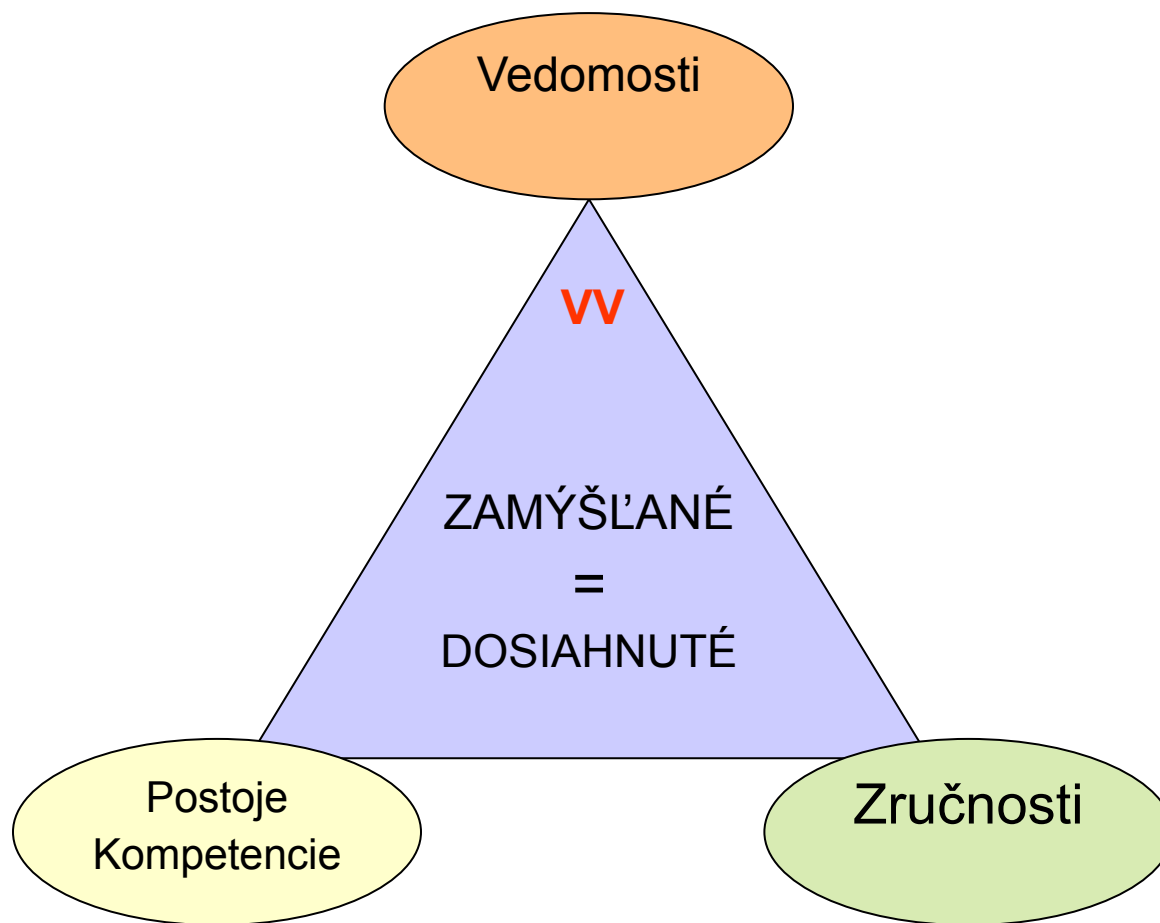 Vedomosti
VV
ZAMÝŠĽANÉ
=
DOSIAHNUTÉ
Postoje
Kompetencie
Zručnosti